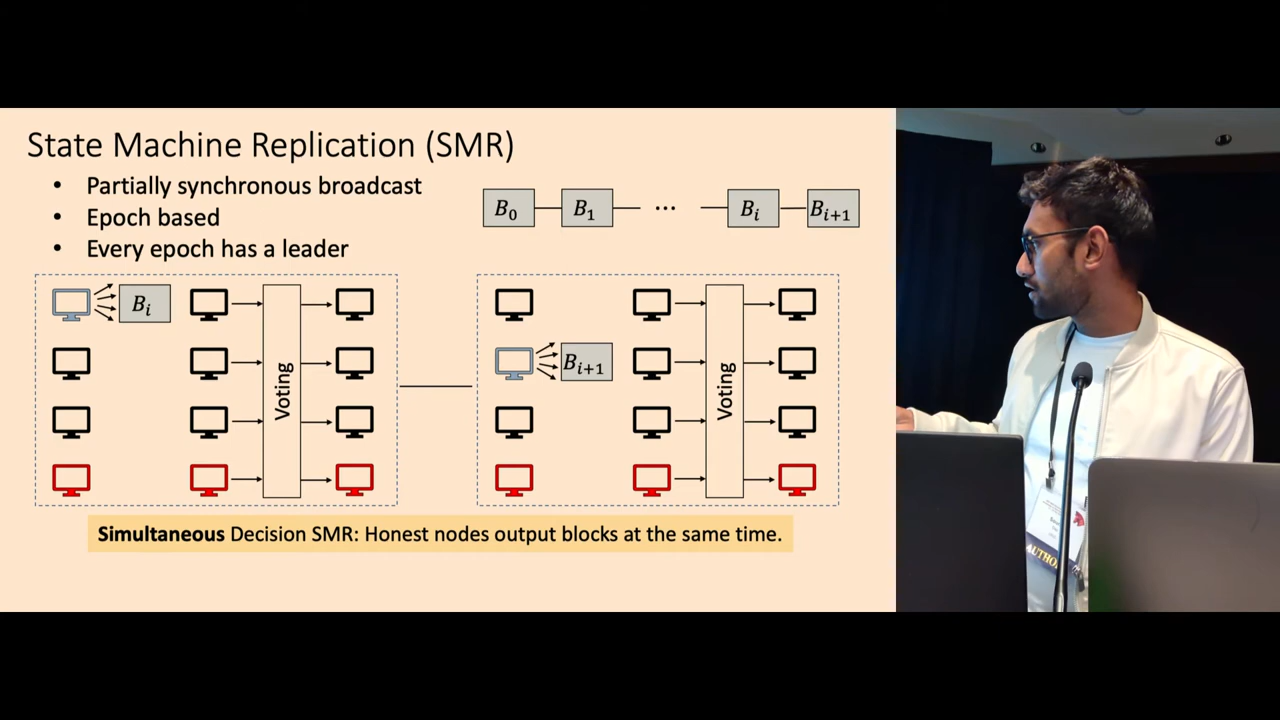 State Machine Replication (SMR)
• Partially synchronous broadcast
• Epoch based
• Every epoch has a leader
B₀ B₁ ... Bᵢ Bᵢ₊₁
Bᵢ
Voting
Bᵢ₊₁
Voting
Simultaneous Decision SMR: Honest nodes output blocks at the same time.
AUTHO